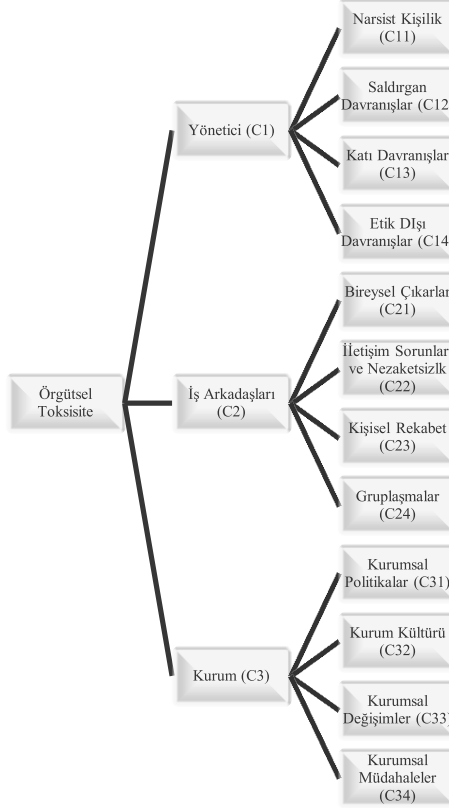 Örgütsel
Toksisite
Yönetici (C1)
Narsist Kişilik
(C11)
Saldırgan
Davranışlar (C12
Katı Davranışlar
(C13)
Etik DIşı
Davranışlar (C14
İş Arkadaşları
(C2)
Bireysel Çıkarlar
(C21)
İİetişim Sorunları
ve Nezaketsizlk
(C22)
Kişisel Rekabet
(C23)
Gruplaşmalar
(C24)
Kurum (C3)
Kurumsal
Politikalar (C31)
Kurum Kültürü
(C32)
Kurumsal
Değişimler (C33)
Kurumsal
Müdahaleler
(C34)